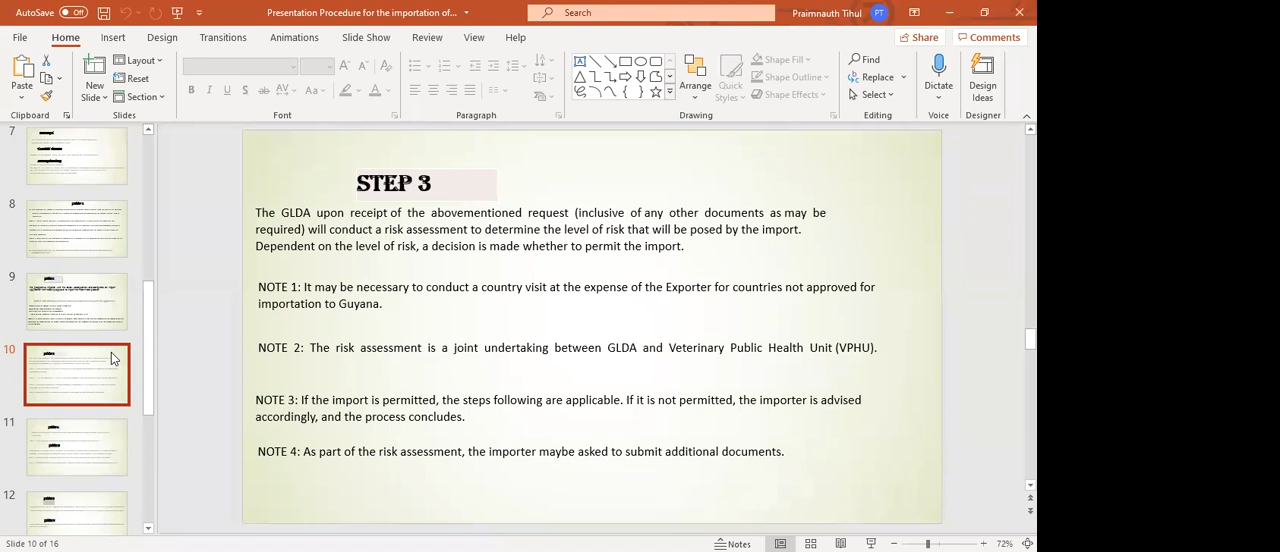 AutoSave Off Presentation Procedure for the importation of... Search Praimnauth Tihul PT
File Home Insert Design Transitions Animations Slide Show Review View Help Share Comments
Paste New Slide Layout Reset Section Arrange Quick Styles Shape Fill Shape Outline Shape Effects Find Replace Select Dictate Design Ideas
Clipboard Slides Font Paragraph Drawing Editing Voice Designer
7
8
9
10
11
12
STEP 3
The GLDA upon receipt of the abovementioned request (inclusive of any other documents as may be
required) will conduct a risk assessment to determine the level of risk that will be posed by the import.
Dependent on the level of risk, a decision is made whether to permit the import.
NOTE 1: It may be necessary to conduct a country visit at the expense of the Exporter for countries not approved for
importation to Guyana.
NOTE 2: The risk assessment is a joint undertaking between GLDA and Veterinary Public Health Unit (VPHU).
NOTE 3: If the import is permitted, the steps following are applicable. If it is not permitted, the importer is advised
accordingly, and the process concludes.
NOTE 4: As part of the risk assessment, the importer maybe asked to submit additional documents.
Slide 10 of 16 Notes 72%